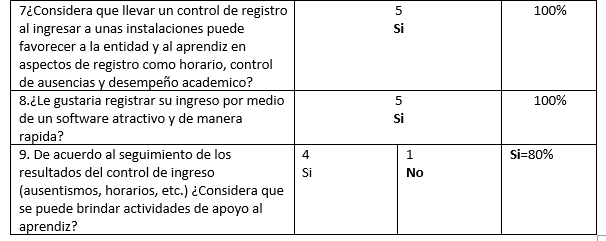 7¿Considera que llevar un control de registro
al ingresar a unas instalaciones puede
favorecer a la entidad y al aprendiz en
aspectos de registro como horario, control
de ausencias y desempeño academico?
5
Si
100%
8.¿Le gustaria registrar su ingreso por medio
de un software atractivo y de manera
rapida?
5
Si
100%
9. De acuerdo al seguimiento de los
resultados del control de ingreso
(ausentismos, horarios, etc.) ¿Considera que
se puede brindar actividades de apoyo al
aprendiz?
4
Si
1
No
Si=80%